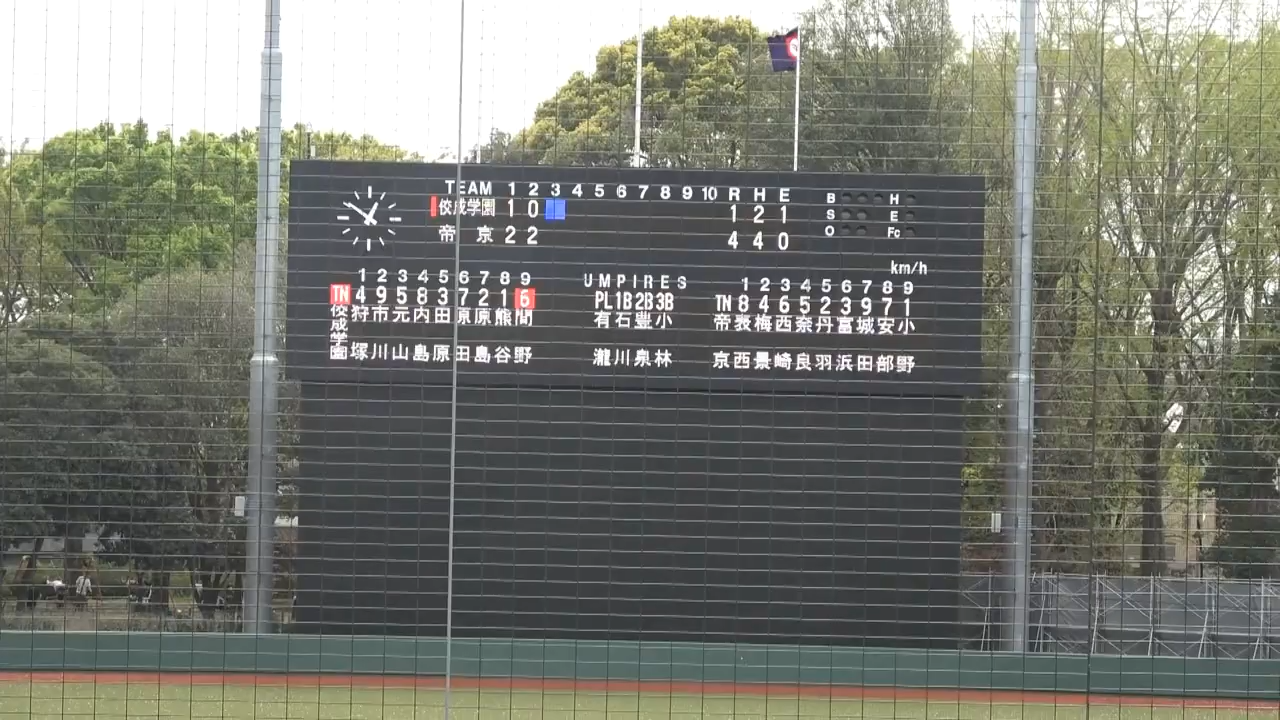 TEAM 1 2 3 4 5 6 7 8 9 10 R H E
佼成学園 1 0 1 2 1
帝京 2 2 4 4 0
B H
S E
O Fc
km/h
1 2 3 4 5 6 7 8 9
TN 4 9 5 8 3 7 2 1 6
佼成学園
狩塚
市川
元山
内島
田原
原田
原島
熊谷
間野
UMPIRES
PL 1B 2B 3B
有瀧
石川
豊泉
小林
1 2 3 4 5 6 7 8 9
TN 8 4 6 5 2 3 9 7 1
帝京
梅景
西崎
奈良
丹羽
富浜
城田
安部
小野